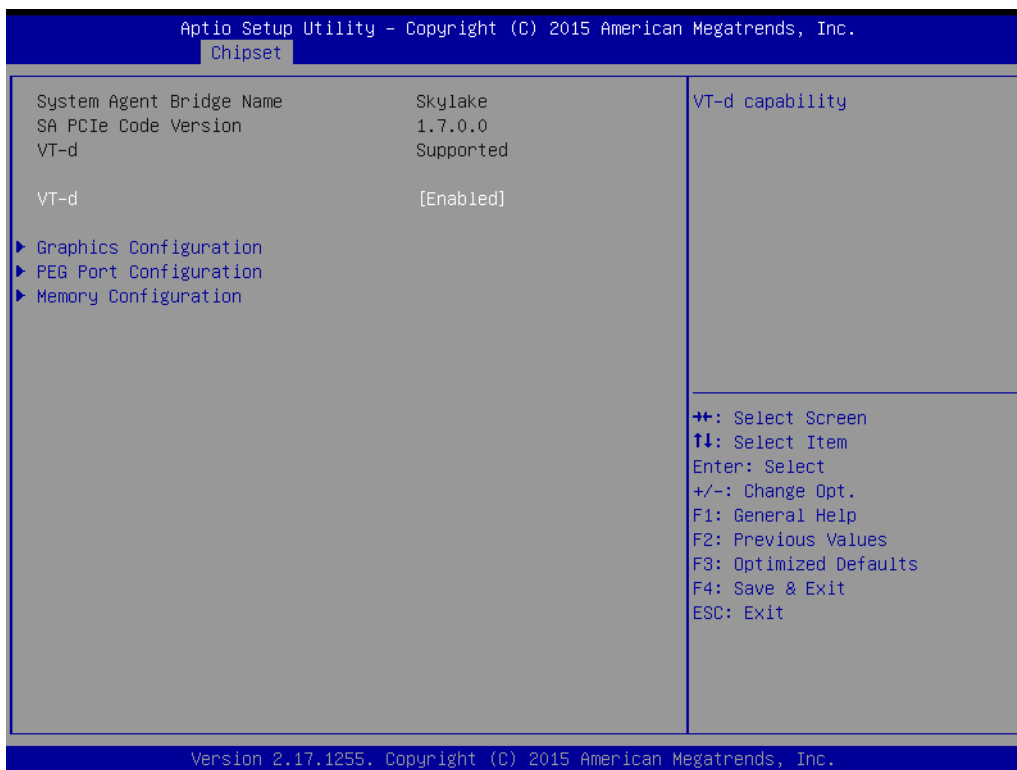 Aptio Setup Utility – Copyright (C) 2015 American Megatrends, Inc.
Chipset
System Agent Bridge Name Skylake
SA PCIe Code Version 1.7.0.0
VT-d Supported
VT-d [Enabled]
▶ Graphics Configuration
▶ PEG Port Configuration
▶ Memory Configuration
VT-d capability
→←: Select Screen
↑↓: Select Item
Enter: Select
+/-: Change Opt.
F1: General Help
F2: Previous Values
F3: Optimized Defaults
F4: Save & Exit
ESC: Exit
Version 2.17.1255. Copyright (C) 2015 American Megatrends, Inc.